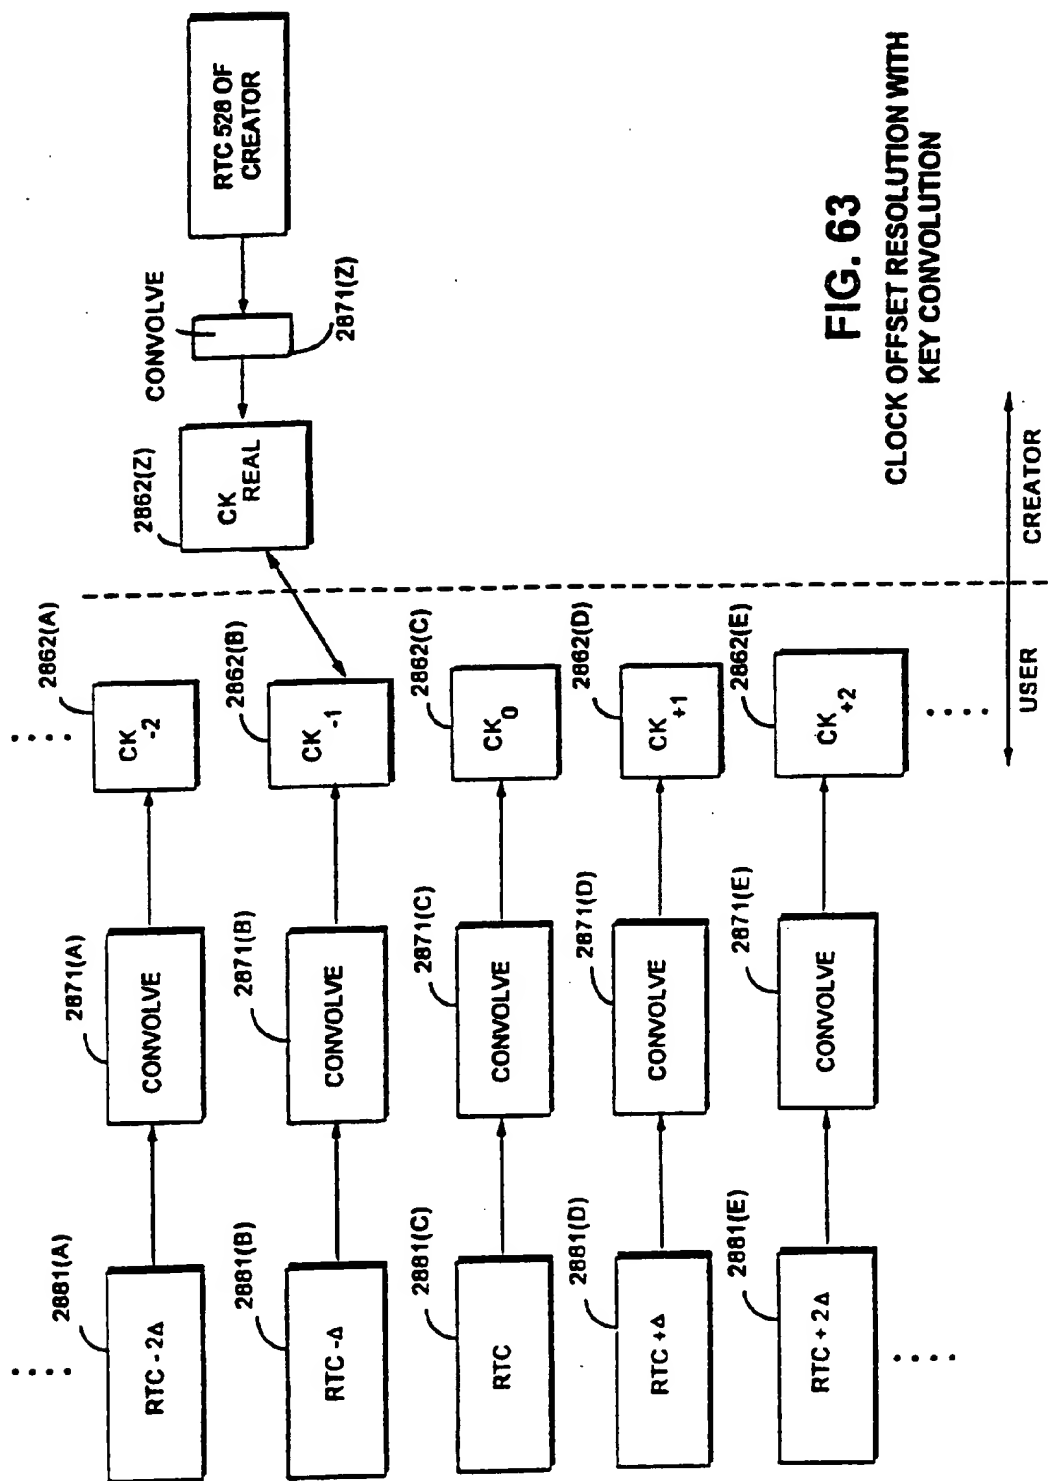 2881(A)
RTC - 2Δ
2871(A)
CONVOLVE
2862(A)
CK -2
2881(B)
RTC -Δ
2871(B)
CONVOLVE
2862(B)
CK -1
2881(C)
RTC
2871(C)
CONVOLVE
2862(C)
CK 0
2881(D)
RTC +Δ
2871(D)
CONVOLVE
2862(D)
CK +1
2881(E)
RTC + 2Δ
2871(E)
CONVOLVE
2862(E)
CK +2
2862(Z)
CK REAL
CONVOLVE
2871(Z)
RTC 528 OF
CREATOR
USER
CREATOR
FIG. 63
CLOCK OFFSET RESOLUTION WITH
KEY CONVOLUTION